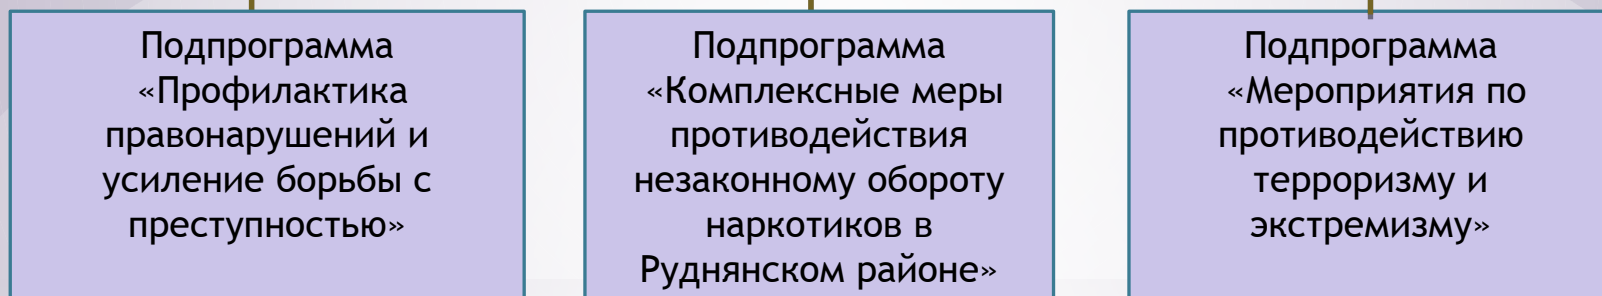 Подпрограмма
«Профилактика
правонарушений и
усиление борьбы с
преступностью»
Подпрограмма
«Комплексные меры
противодействия
незаконному обороту
наркотиков в
Руднянском районе»
Подпрограмма
«Мероприятия по
противодействию
терроризму и
экстремизму»